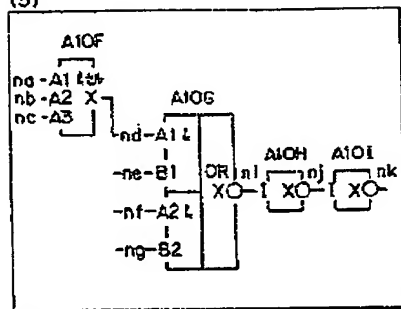 (5)
A10F
na-A1 &
nb-A2 X
nc-A3
A10G
nd-A1 &
ne-B1
OR
X
nf-A2 &
ng-B2
A10H
X
nj
A10I
X
nk